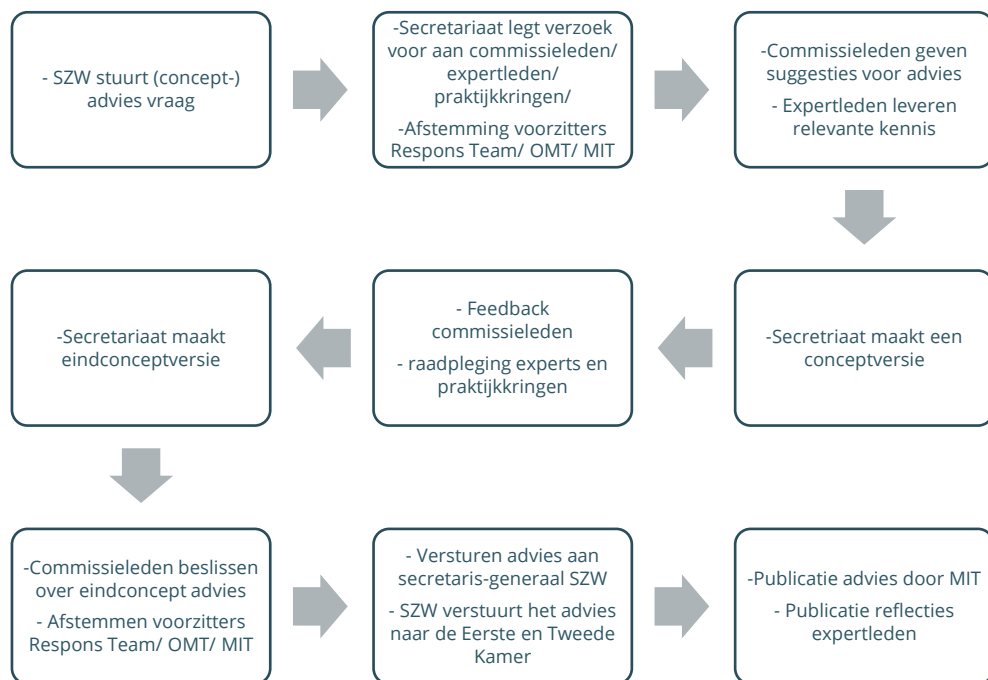 - SZW stuurt (concept-)
advies vraag
-Secretariaat legt verzoek
voor aan commissieleden/
expertleden/
praktijkkringen/
-Afstemming voorzitters
Respons Team/ OMT/ MIT
-Commissieleden geven
suggesties voor advies
- Expertleden leveren
relevante kennis
-Secretriaat maakt een
conceptversie
- Feedback
commissieleden
- raadpleging experts en
praktijkkringen
-Secretariaat maakt
eindconceptversie
-Commissieleden beslissen
over eindconcept advies
- Afstemmen voorzitters
Respons Team/ OMT/ MIT
- Versturen advies aan
secretaris-generaal SZW
- SZW verstuurt het advies
naar de Eerste en Tweede
Kamer
-Publicatie advies door MIT
- Publicatie reflecties
expertleden